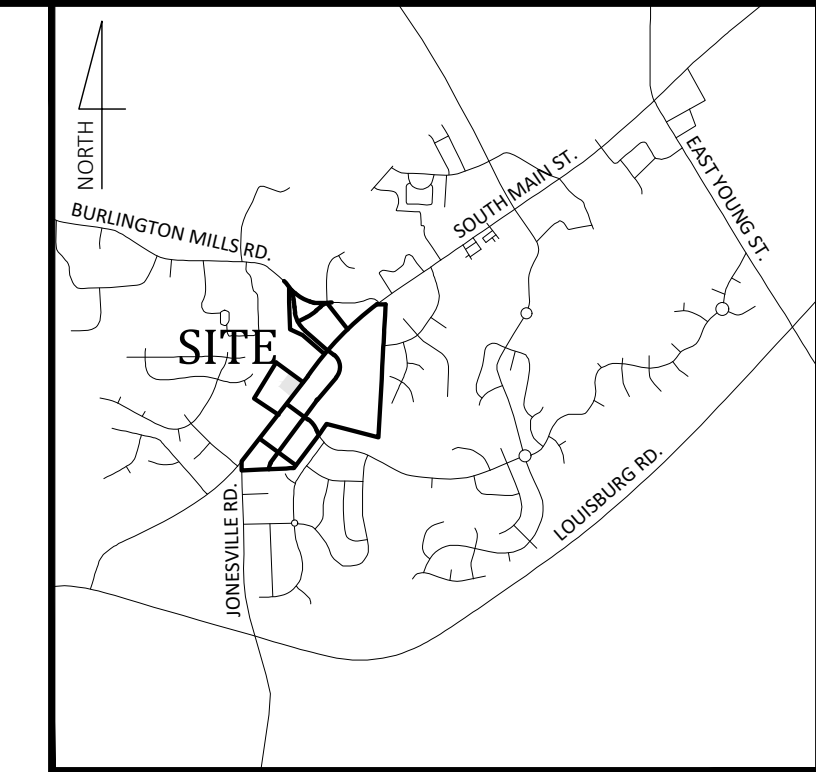 NORTH
BURLINGTON MILLS RD.
SOUTH MAIN ST.
EAST YOUNG ST.
SITE
JONESVILLE RD.
LOUISBURG RD.